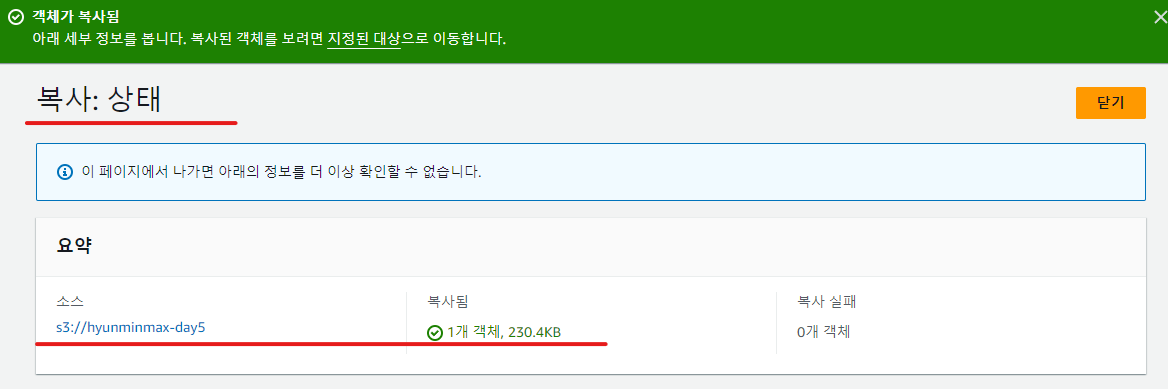 객체가 복사됨
아래 세부 정보를 봅니다. 복사된 객체를 보려면 지정된 대상으로 이동합니다.
복사: 상태
닫기
이 페이지에서 나가면 아래의 정보를 더 이상 확인할 수 없습니다.
요약
소스
s3://hyunminmax-day5
복사됨
1개 객체, 230.4KB
복사 실패
0개 객체